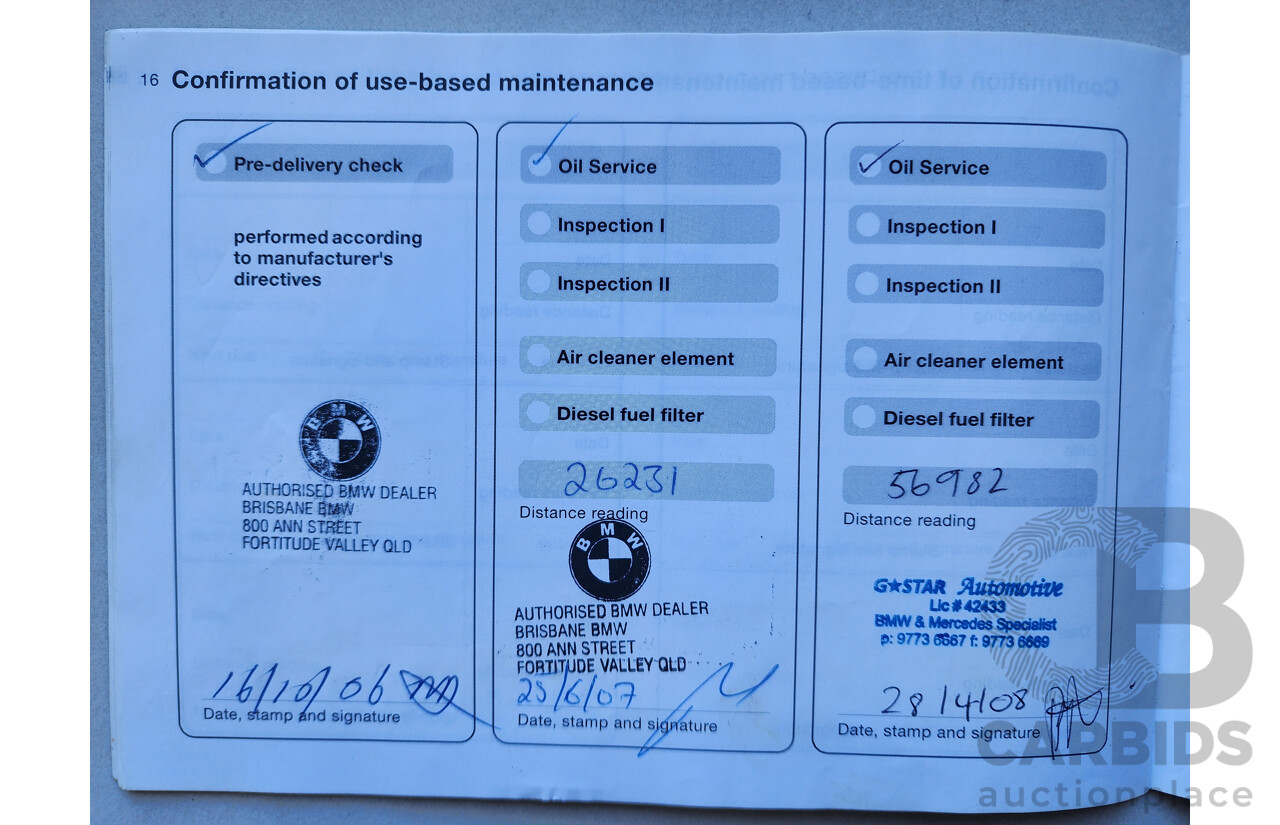 16 Confirmation of use-based maintenance
Pre-delivery check
performed according
to manufacturer's
directives
BMW
AUTHORISED BMW DEALER
BRISBANE BMW
800 ANN STREET
FORTITUDE VALLEY QLD
16/10/06
Date, stamp and signature
Oil Service
Inspection I
Inspection II
Air cleaner element
Diesel fuel filter
26231
Distance reading
BMW
AUTHORISED BMW DEALER
BRISBANE BMW
800 ANN STREET
FORTITUDE VALLEY QLD
25/6/07
Date, stamp and signature
Oil Service
Inspection I
Inspection II
Air cleaner element
Diesel fuel filter
56982
Distance reading
G★STAR Automotive
Lic # 42433
BMW & Mercedes Specialist
p: 9773 6667 f: 9773 6669
28/4/08
Date, stamp and signature
CARBIDS
auctionplace